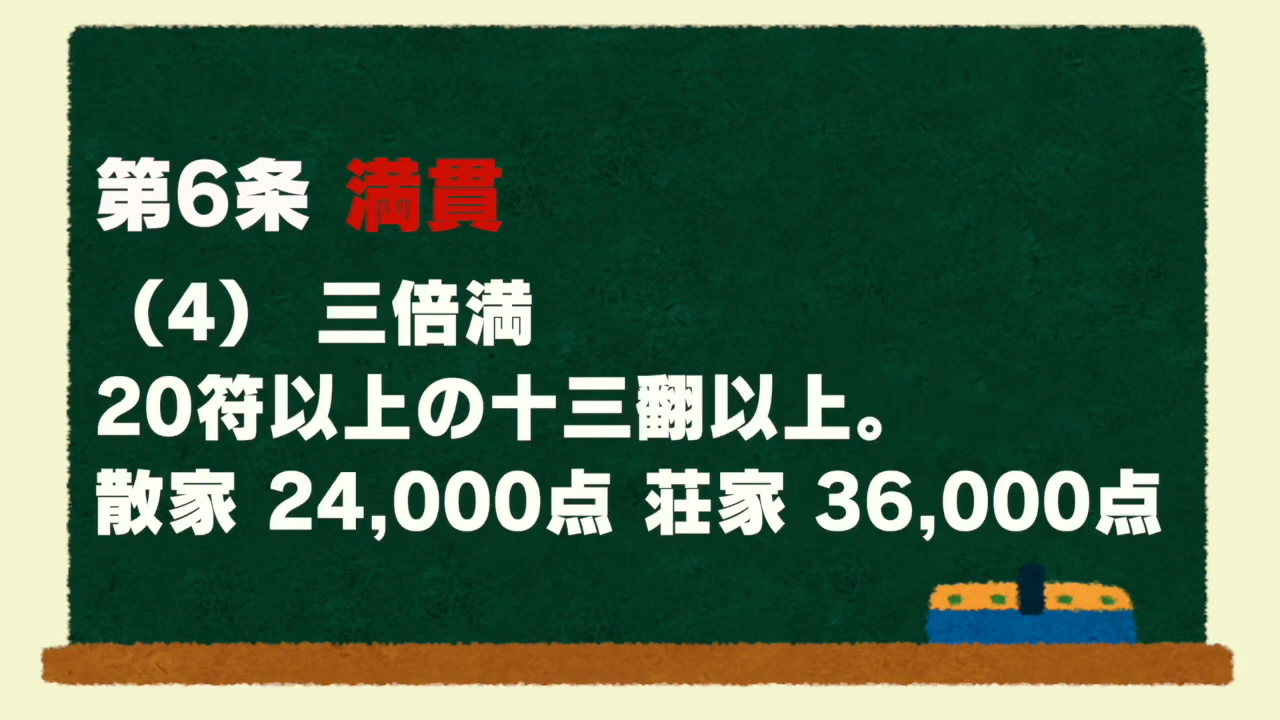 第6条 満貫
（4） 三倍満
20符以上の十三翻以上。
散家 24,000点 荘家 36,000点